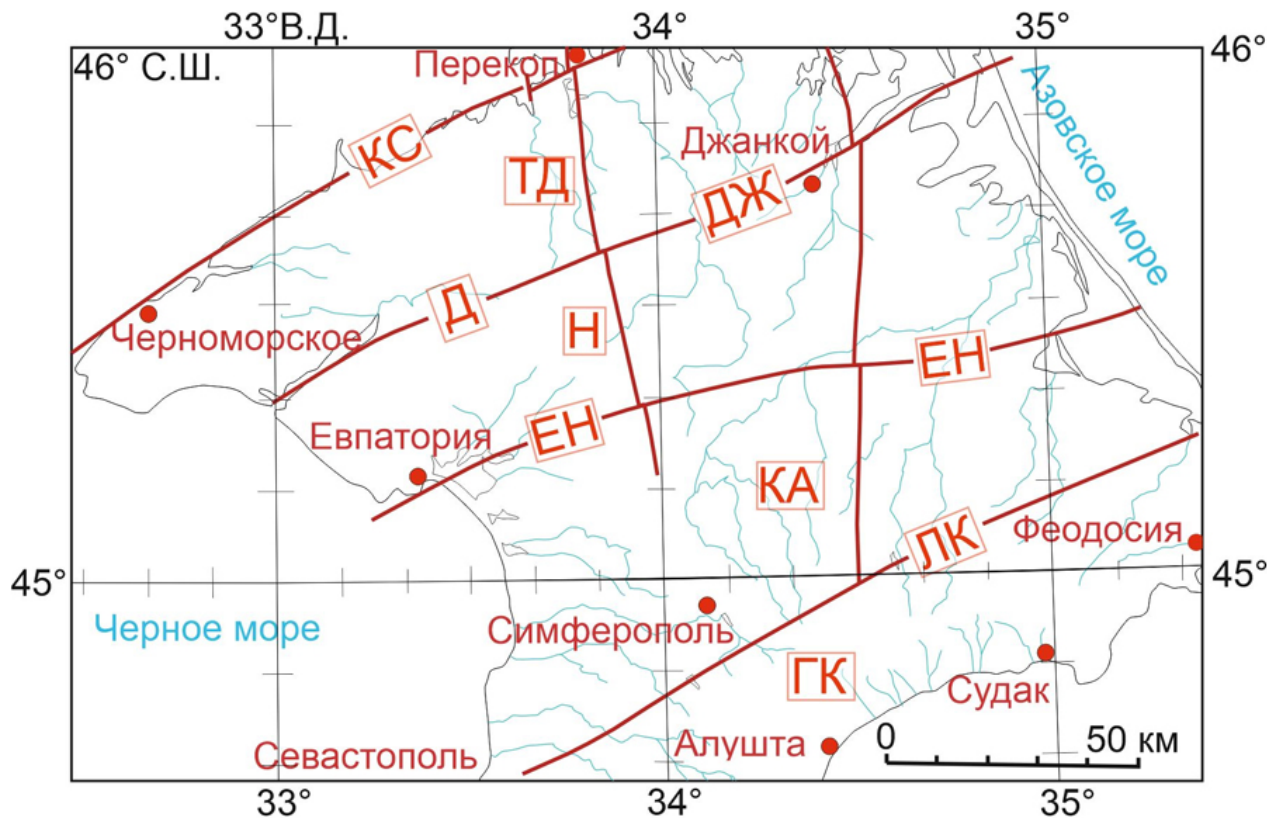 33°В.Д.
34°
35°
46° С.Ш.
46°
Перекоп
Азовское море
КС
ТД
Джанкой
ДЖ
Д
Черноморское
Н
ЕН
Евпатория
ЕН
КА
ЛК
Феодосия
45°
45°
Черное море
Симферополь
ГК
Судак
Севастополь
Алушта
0
50 км
33°
34°
35°